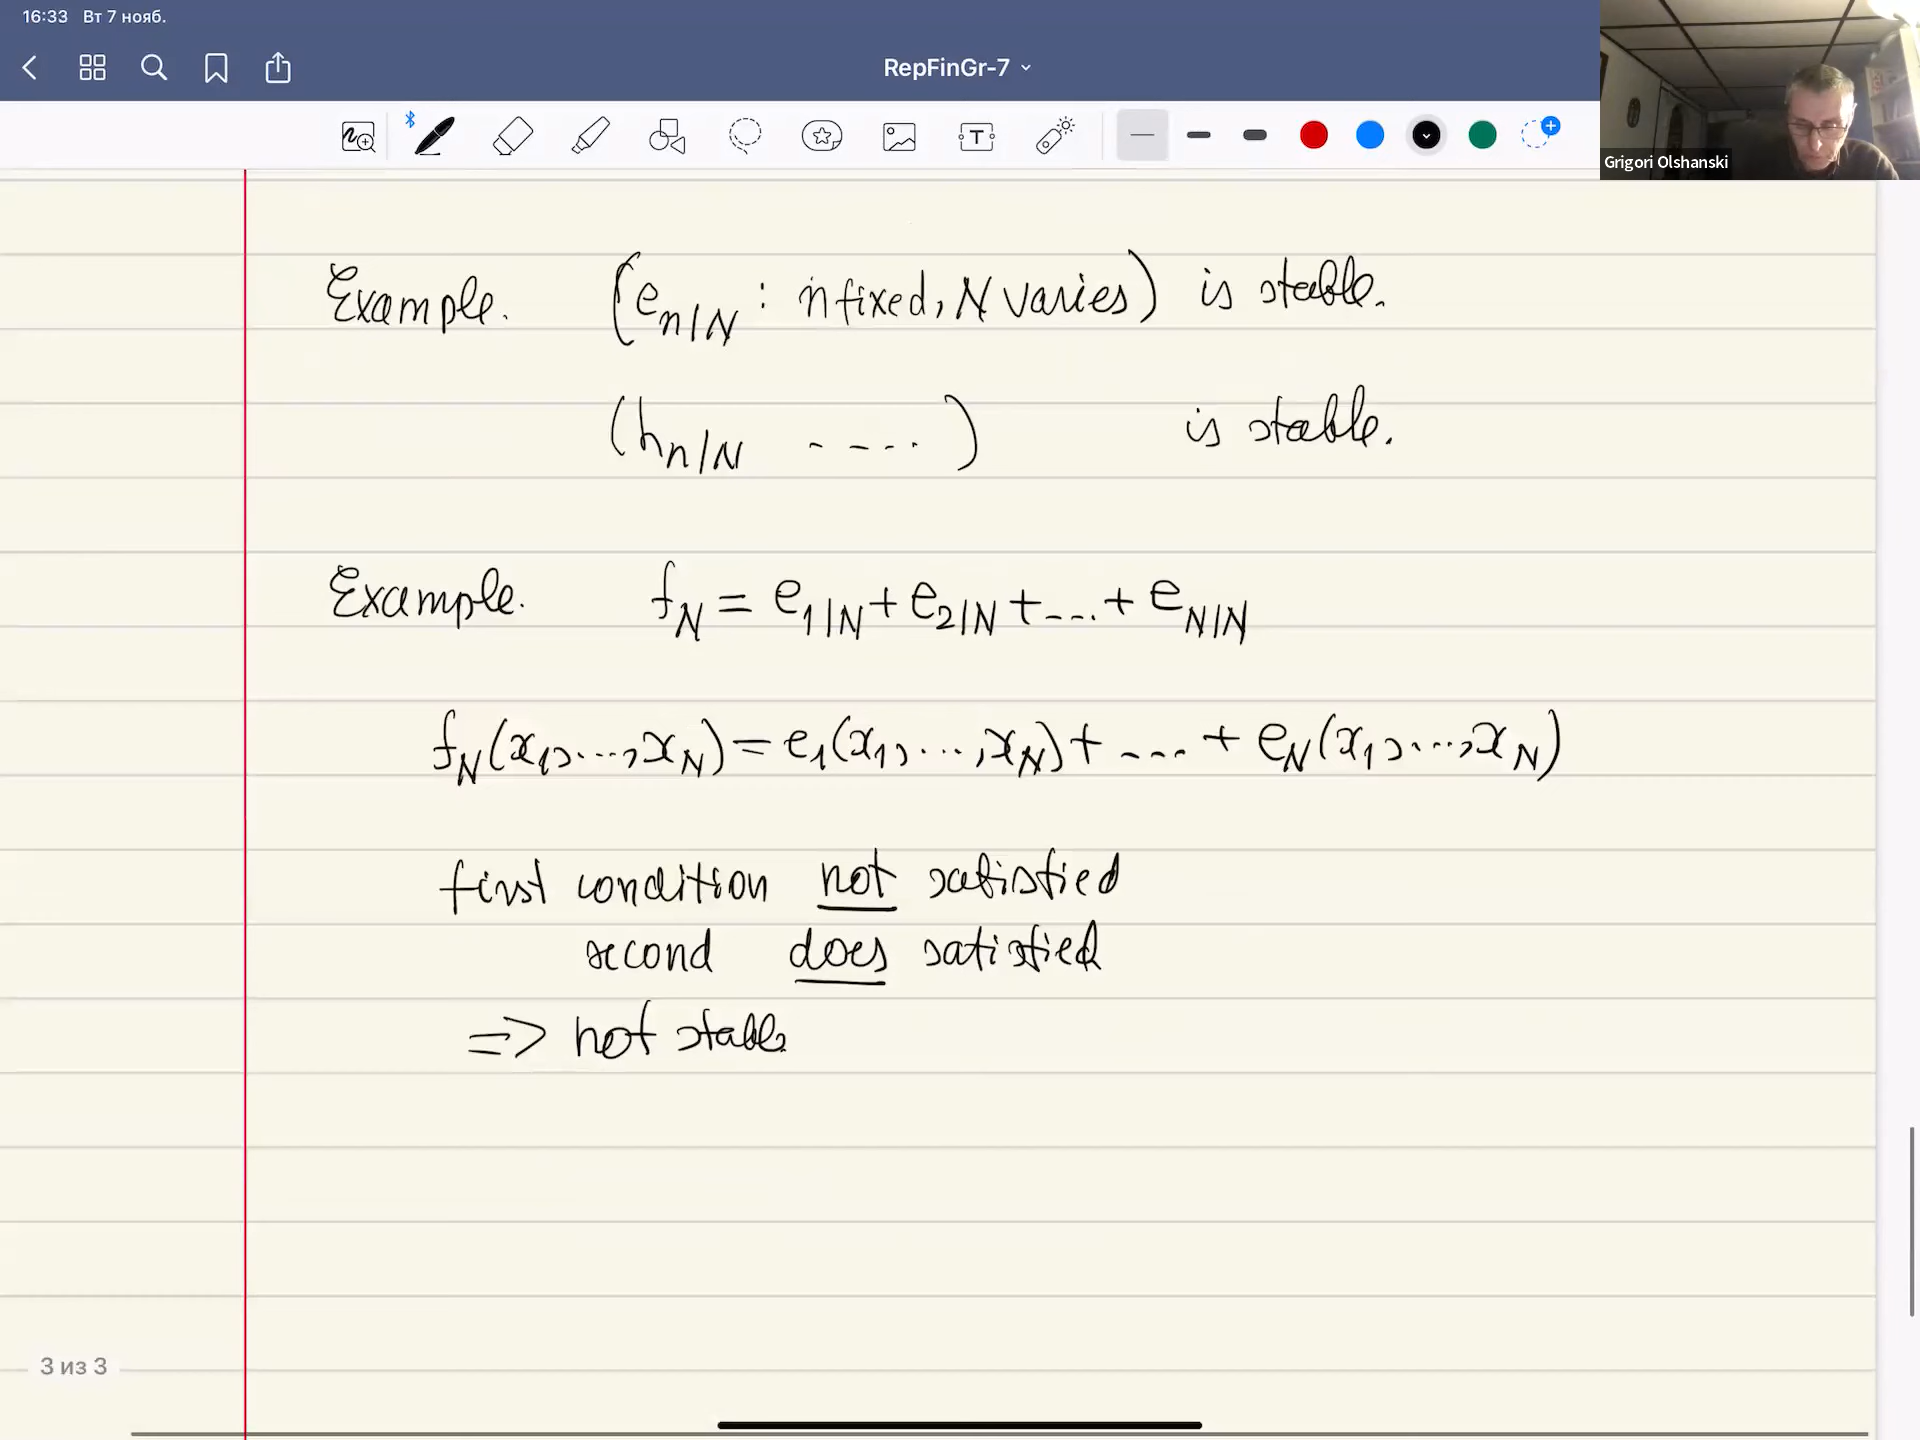 16:33 Вт 7 нояб.
RepFinGr-7
Grigori Olshanski
Example. (e_{n|N} : n fixed, N varies) is stable.
(h_{n|N} - - - - . ) is stable.
Example. f_N = e_{1|N} + e_{2|N} + ... + e_{N|N}
f_N(x_1, ..., x_N) = e_1(x_1, ..., x_N) + .... + e_N(x_1, ..., x_N)
first condition not satisfied
second does satisfied
=> not stable
3 из 3